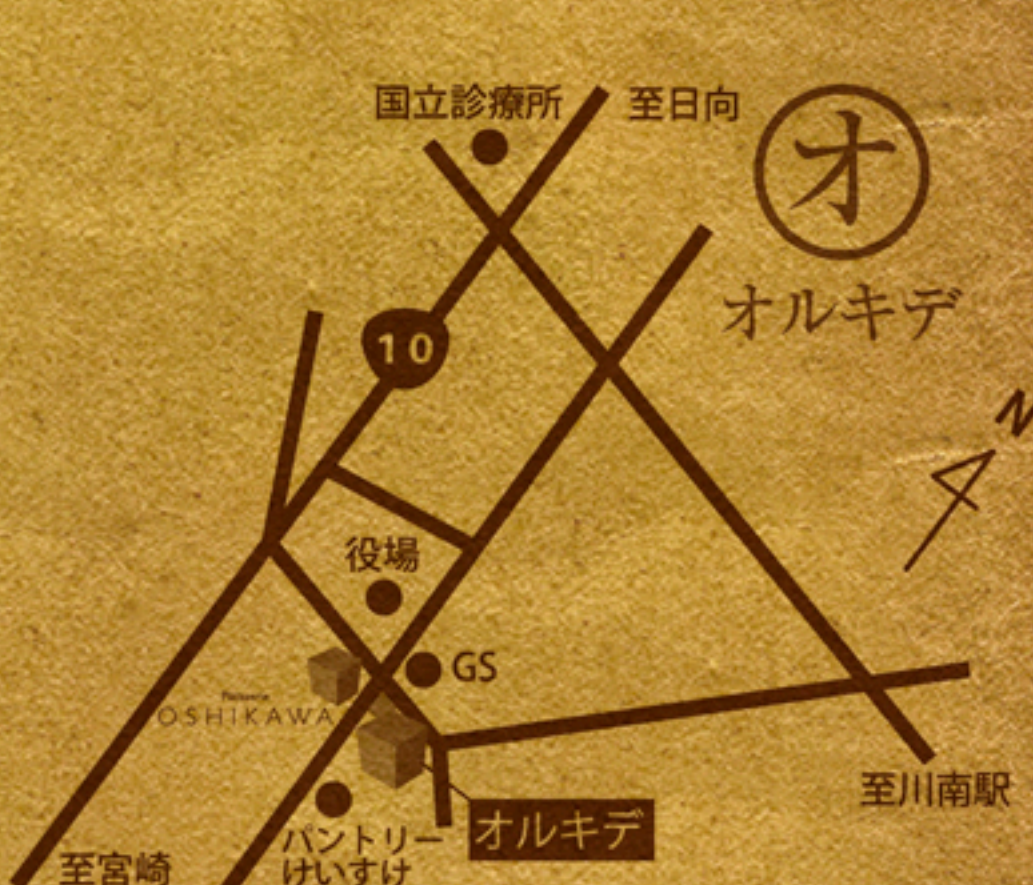 国立診療所
至日向
オ
オルキデ
10
N
役場
GS
Patisserie
OSHIKAWA
至川南駅
オルキデ
パントリー
けいすけ
至宮崎